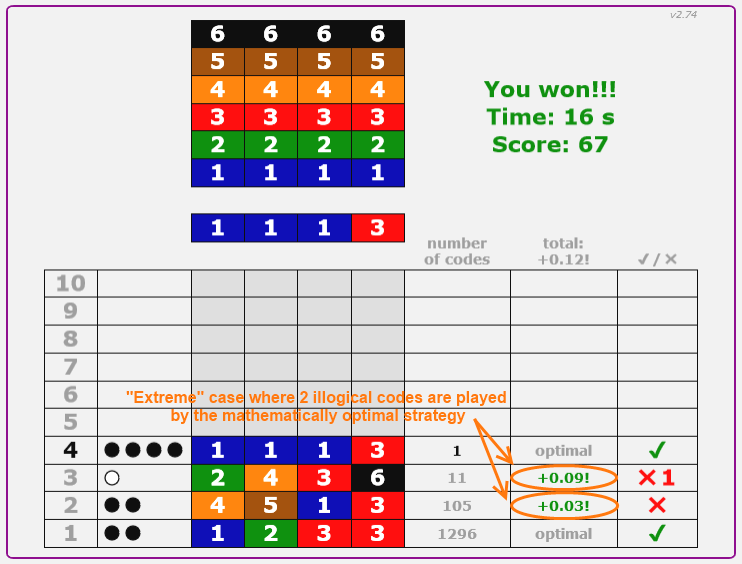 v2.74
6 6 6 6
5 5 5 5
4 4 4 4
3 3 3 3
2 2 2 2
1 1 1 1
You won!!!
Time: 16 s
Score: 67
1 1 1 3
number of codes
total: +0.12!
✔/✕
10
9
8
7
6
5
"Extreme" case where 2 illogical codes are played
by the mathematically optimal strategy
4 1 1 1 3 1 optimal ✔
3 2 4 3 6 11 +0.09! ✕ 1
2 4 5 1 3 105 +0.03! ✕
1 1 2 3 3 1296 optimal ✔